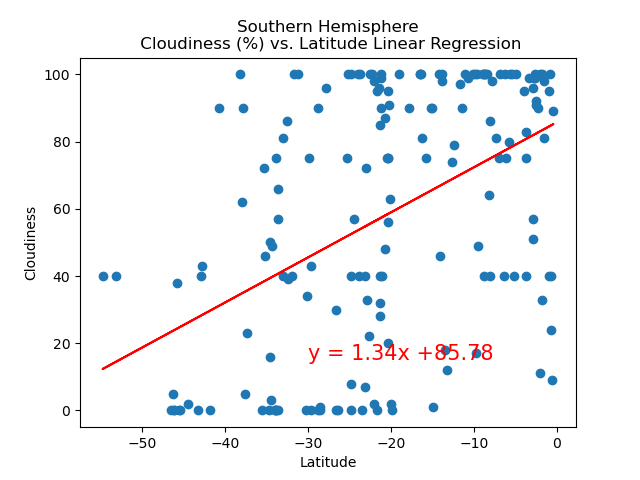 Southern Hemisphere
Cloudiness (%) vs. Latitude Linear Regression
100
80
60
40
20
0
Cloudiness
y = 1.34x +85.78
−50
−40
−30
−20
−10
0
Latitude